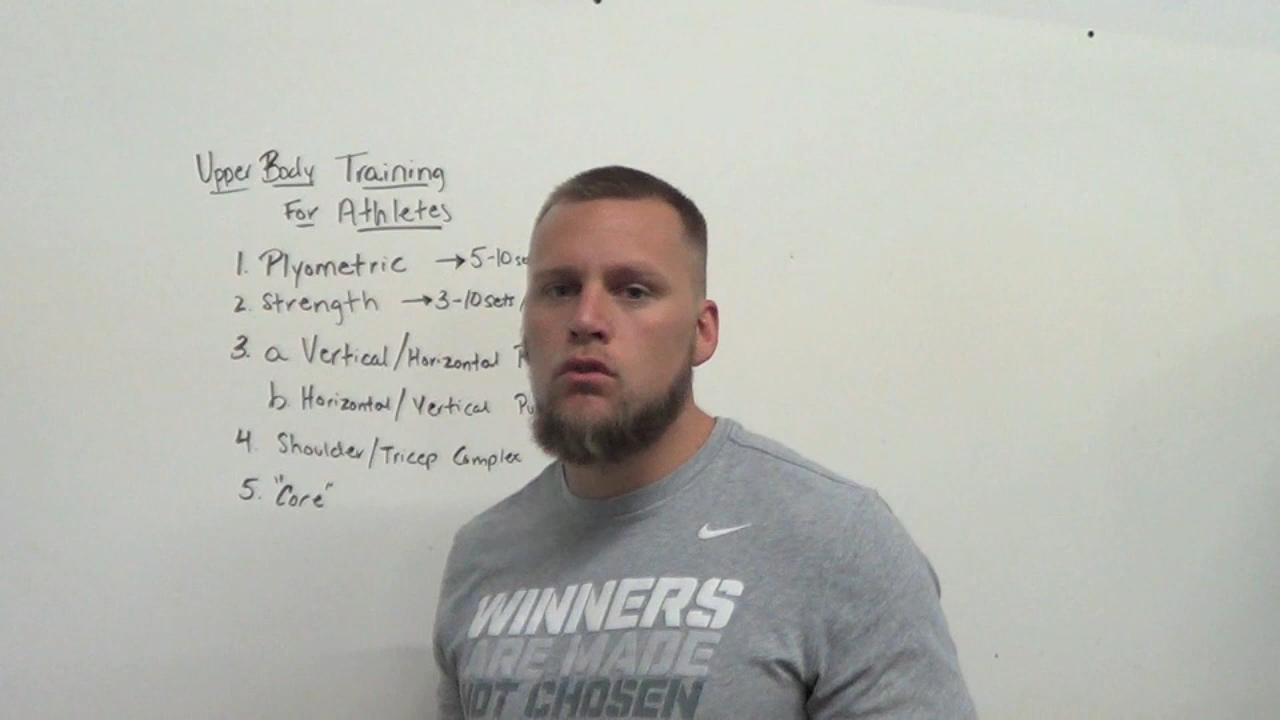 Upper Body Training
For Athletes
1. Plyometric → 5-10
2. Strength → 3-10 sets
3. a Vertical/Horizontal
b. Horizontal/Vertical
4. Shoulder/Tricep Complex
5. "Core"
WINNERS
ARE MADE
NOT CHOSEN